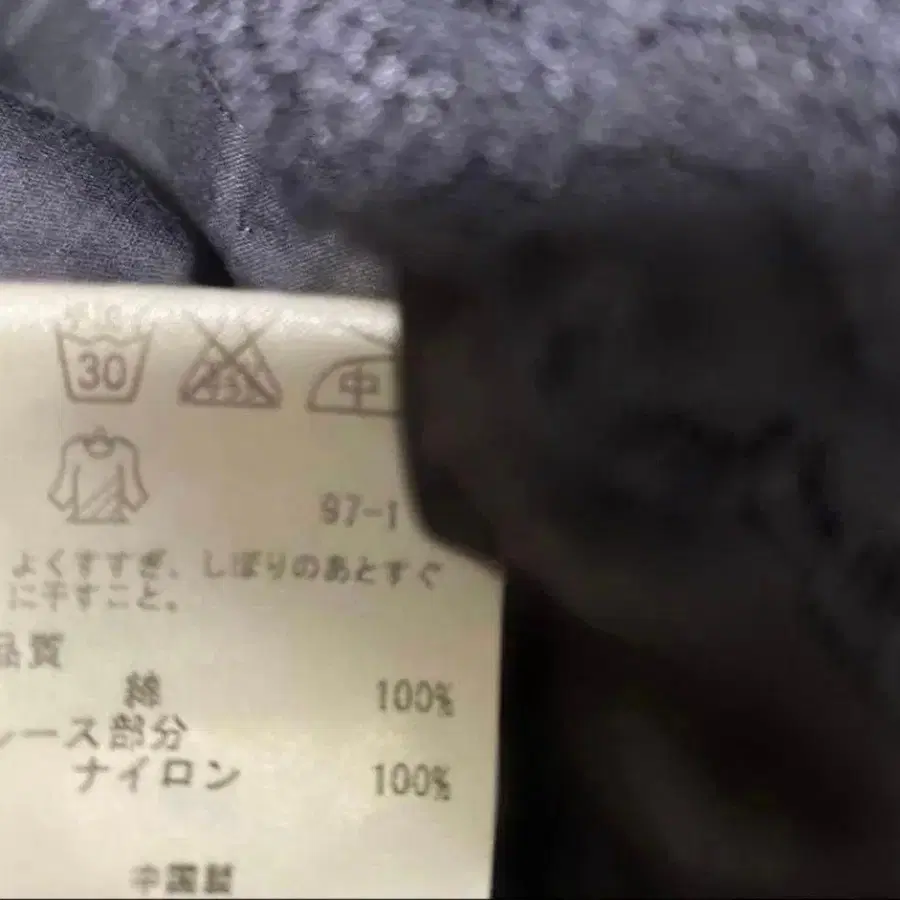 30 中
97-1
よくすすぎ、しぼりのあとすぐ
に干すこと。
品質
綿 100%
レース部分
ナイロン 100%
中国製